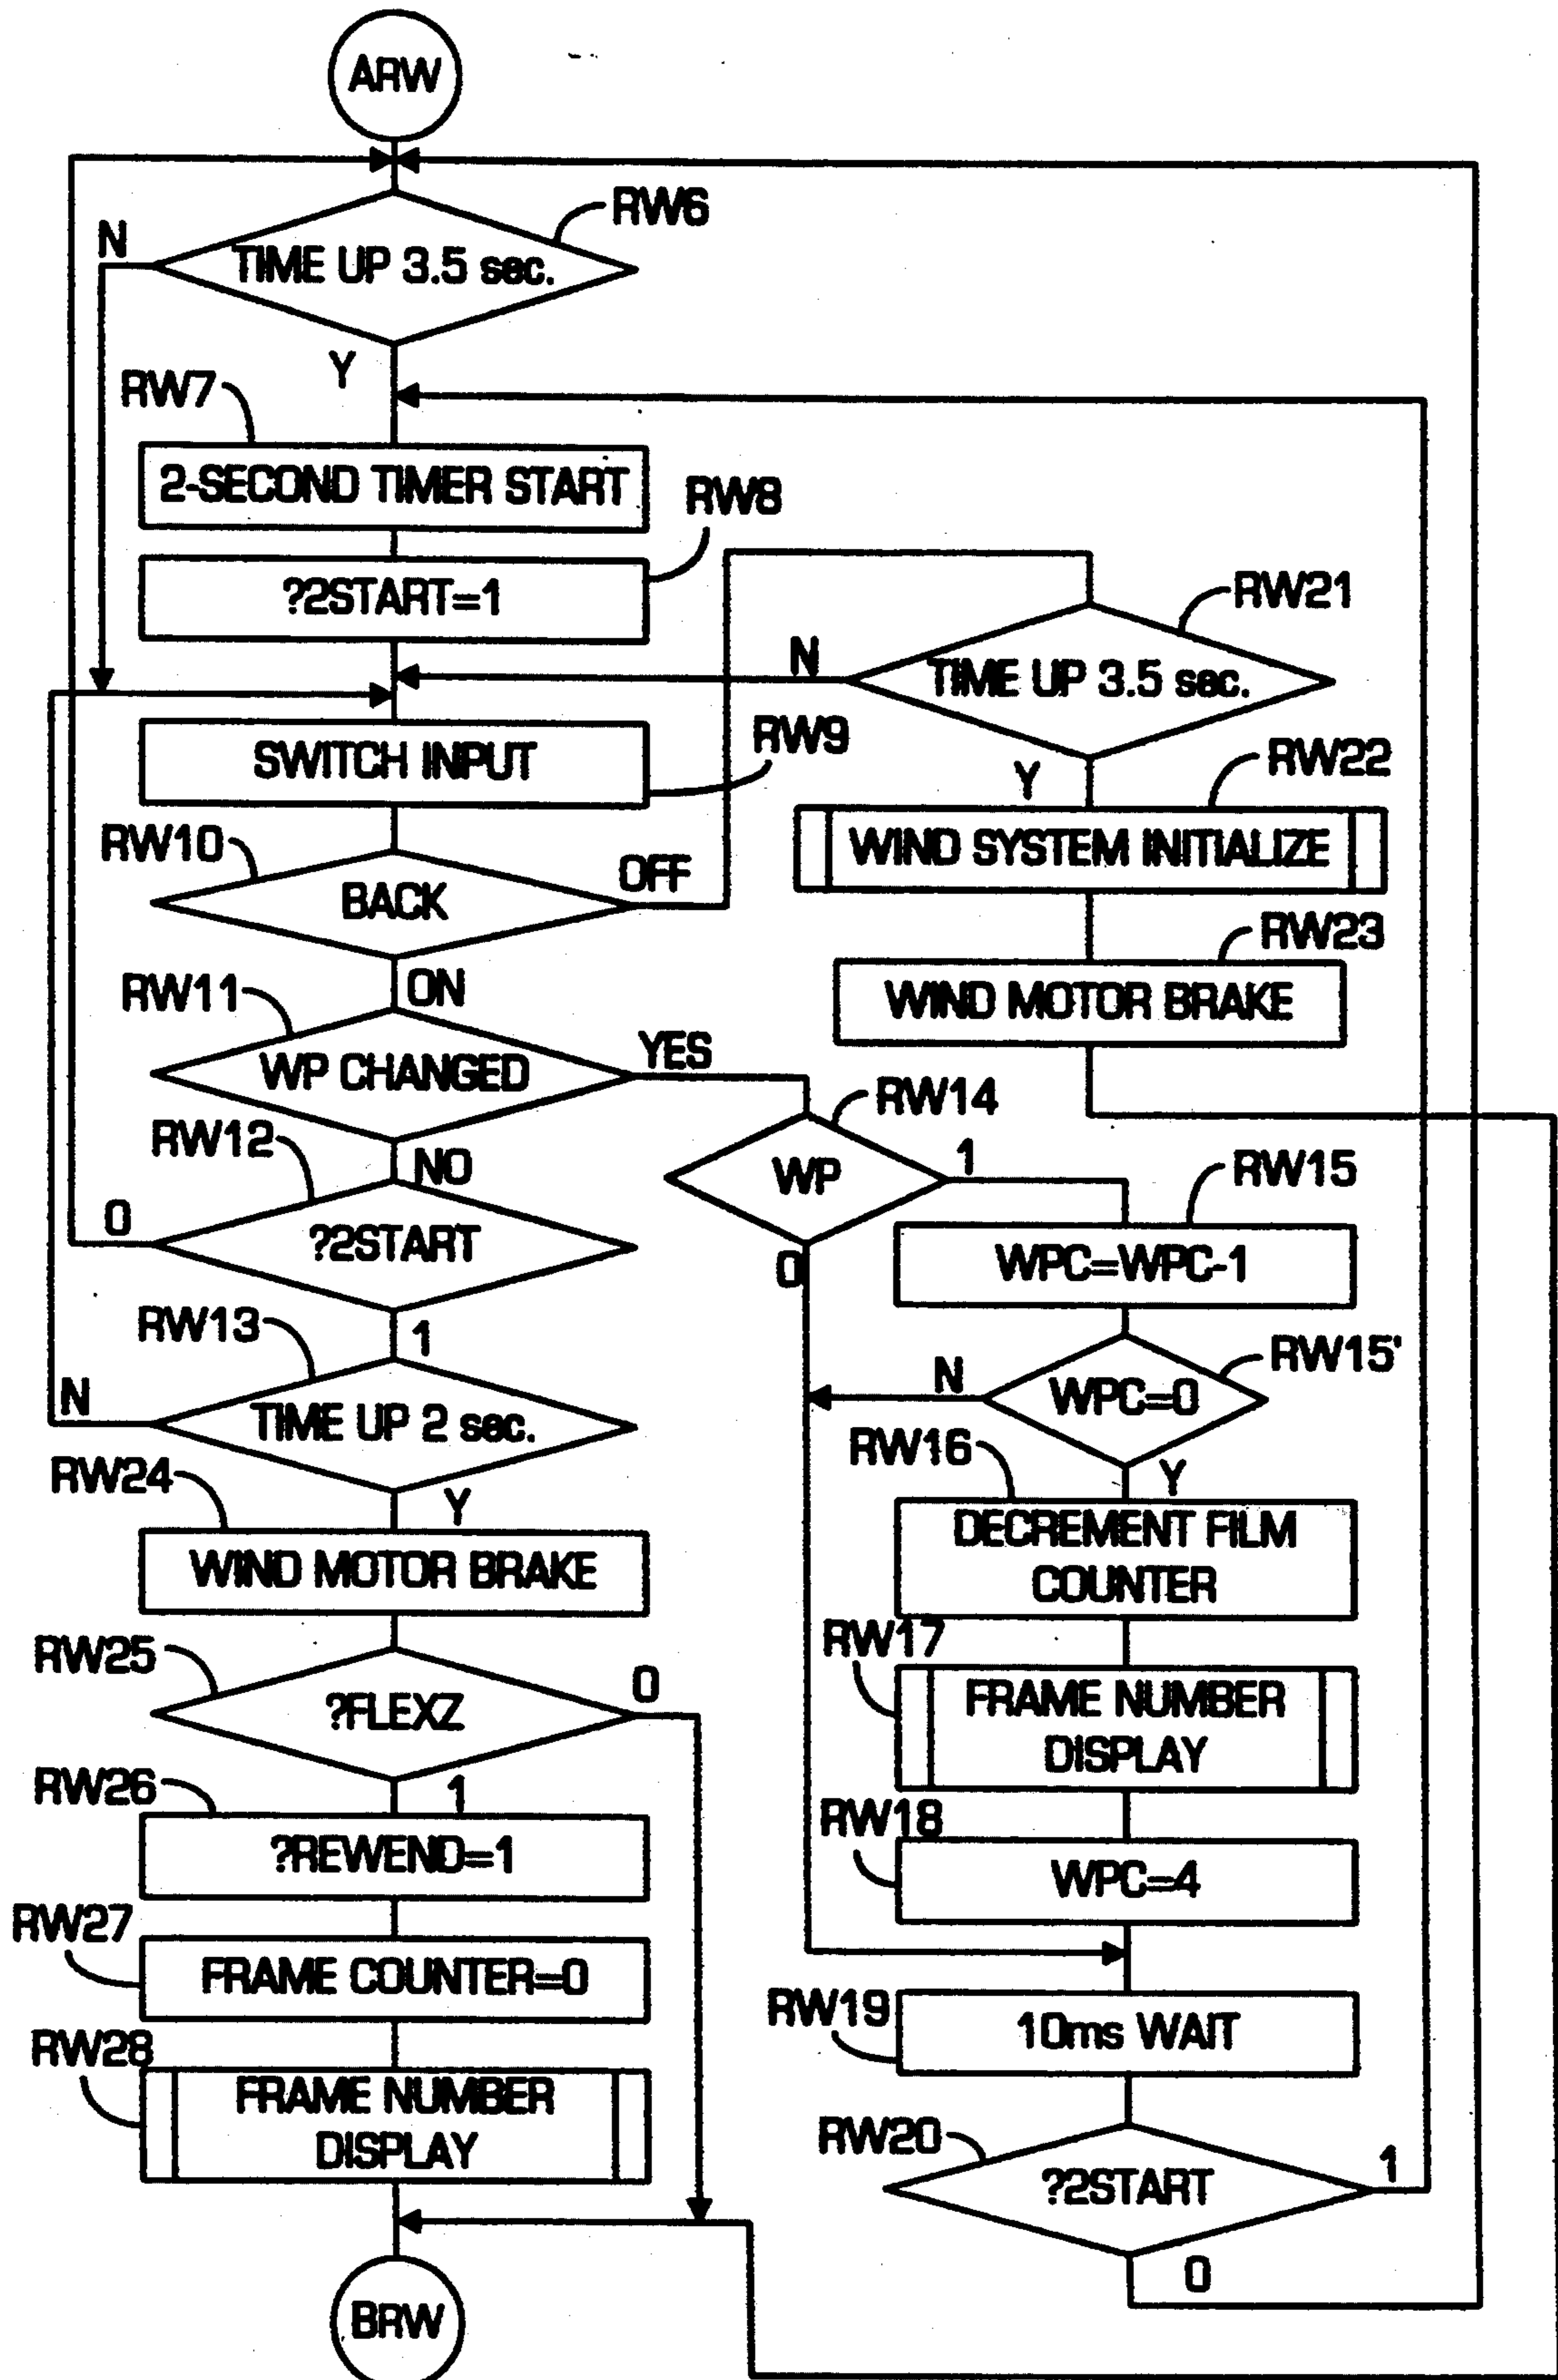 ARW
RW6
N
TIME UP 3.5 sec.
Y
RW7
2-SECOND TIMER START
RW8
?2START=1
RW21
N
TIME UP 3.5 sec.
RW9
SWITCH INPUT
RW22
Y
WIND SYSTEM INITIALIZE
RW10
OFF
BACK
RW23
WIND MOTOR BRAKE
ON
RW11
YES
WP CHANGED
RW14
RW12
NO
WP
1
RW15
0
?2START
WPC=WPC-1
0
RW13
1
RW15'
N
WPC=0
N
TIME UP 2 sec.
RW16
Y
RW24
Y
DECREMENT FILM
COUNTER
WIND MOTOR BRAKE
RW17
RW25
0
?FLEXZ
FRAME NUMBER
DISPLAY
RW26
1
RW18
?REWEND=1
WPC=4
RW27
FRAME COUNTER=0
RW19
10ms WAIT
RW28
FRAME NUMBER
DISPLAY
RW20
1
?2START
0
BRW